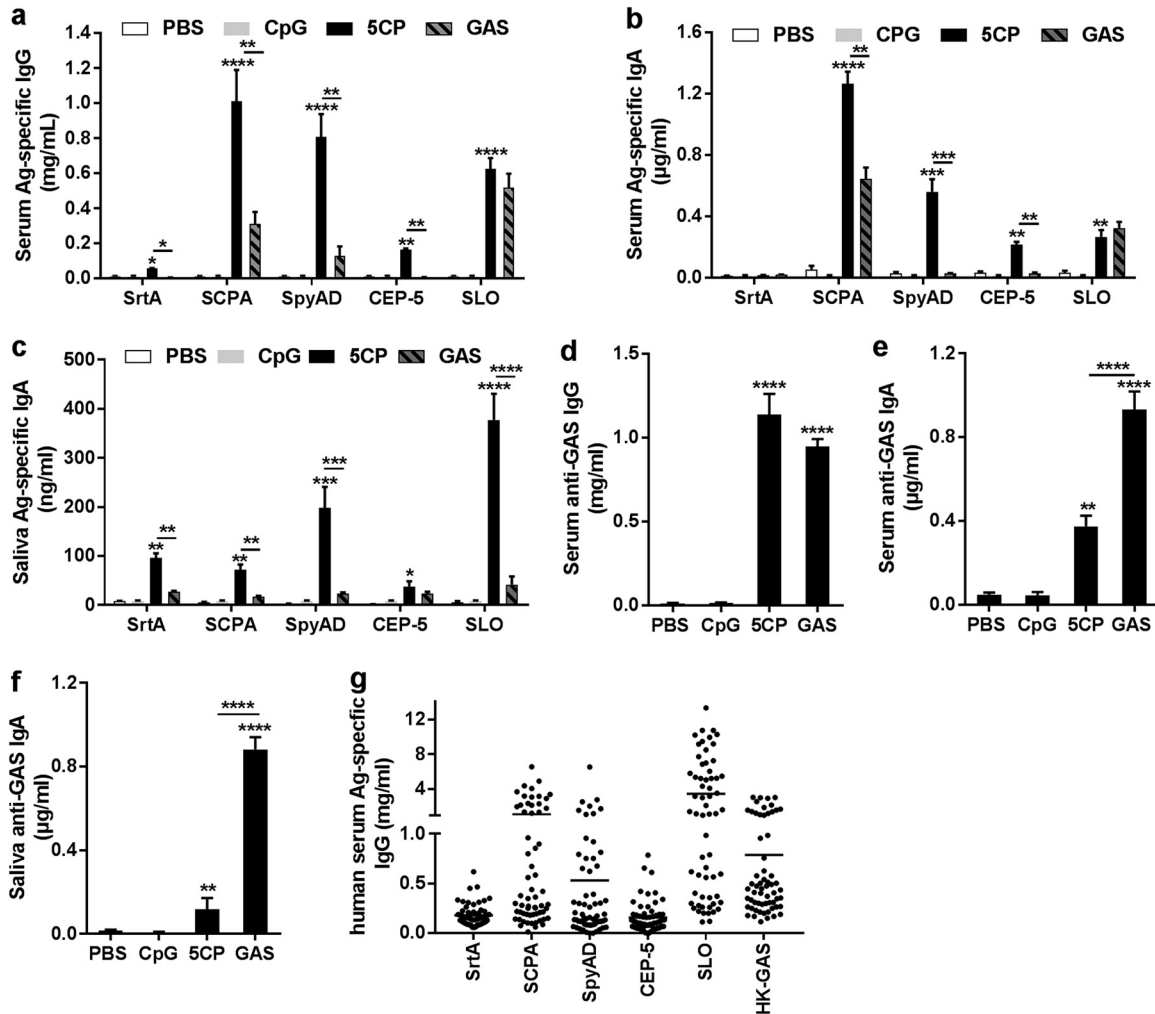 a
PBS CpG 5CP GAS
Serum Ag-specific IgG
(mg/mL)
1.4
1.2
1.0
0.8
0.6
0.4
0.2
0.0
* * **** ** **** ** ** ** ****
SrtA SCPA SpyAD CEP-5 SLO
b
PBS CPG 5CP GAS
Serum Ag-specific IgA
(μg/ml)
1.6
1.2
0.8
0.4
0.0
**** ** *** *** ** ** **
SrtA SCPA SpyAD CEP-5 SLO
c
PBS CpG 5CP GAS
Saliva Ag-specific IgA
(ng/ml)
500
400
300
200
100
0
** ** ** ** *** *** * **** ****
SrtA SCPA SpyAD CEP-5 SLO
d
Serum anti-GAS IgG
(mg/ml)
1.5
1.0
0.5
0.0
**** ****
PBS CpG 5CP GAS
e
Serum anti-GAS IgA
(μg/ml)
1.2
0.9
0.4
0.0
** **** ****
PBS CpG 5CP GAS
f
Saliva anti-GAS IgA
(μg/ml)
1.2
0.8
0.4
0.0
** **** ****
PBS CpG 5CP GAS
g
human serum Ag-specfic
IgG (mg/ml)
12
4
1.0
0.5
0.0
SrtA
SCPA
SpyAD
CEP-5
SLO
HK-GAS